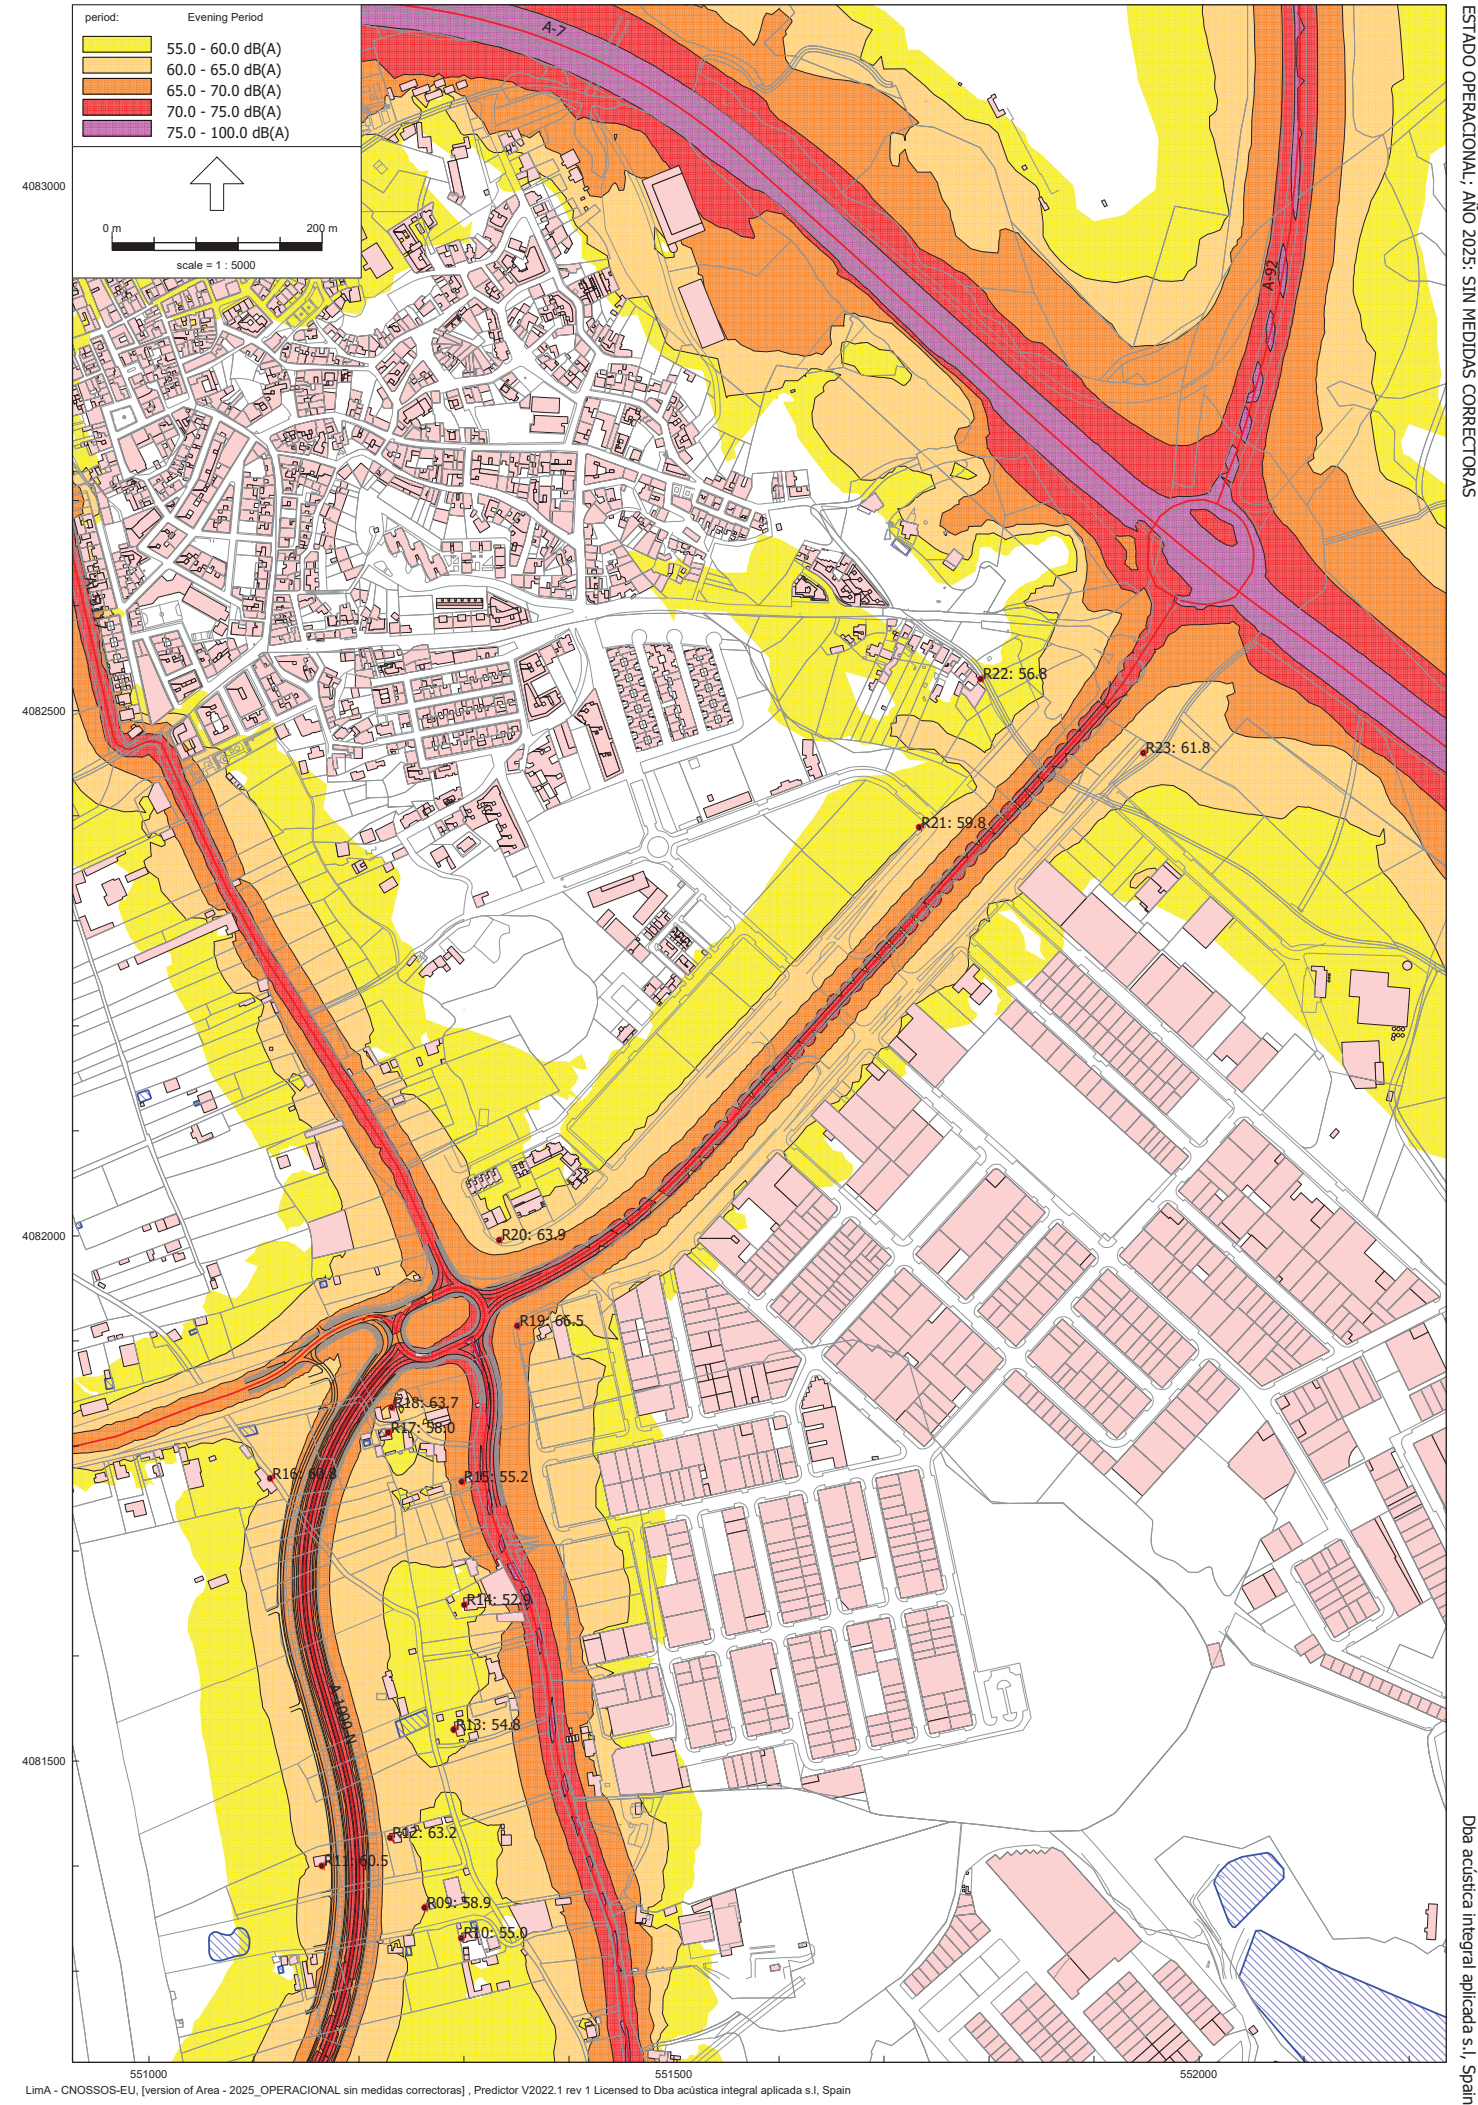 period: Evening Period
55.0 - 60.0 dB(A)
60.0 - 65.0 dB(A)
65.0 - 70.0 dB(A)
70.0 - 75.0 dB(A)
75.0 - 100.0 dB(A)
0 m 200 m
scale = 1 : 5000
ESTADO OPERACIONAL; AÑO 2025: SIN MEDIDAS CORRECTORAS
A-7
A-92
4083000
4082500
4082000
4081500
R22: 56.8
R23: 61.8
R21: 59.8
R20: 63.9
R19: 66.5
R18: 63.7
R17: 58.0
R16: 60.8
R15: 55.2
R14: 52.9
A-1000-N
R13: 54.8
R12: 63.2
R11: 60.5
R09: 58.9
R10: 55.0
551000
551500
552000
Dba acústica integral aplicada s.l, Spain
LimA - CNOSSOS-EU, [version of Area - 2025_OPERACIONAL sin medidas correctoras] , Predictor V2022.1 rev 1 Licensed to Dba acústica integral aplicada s.l, Spain